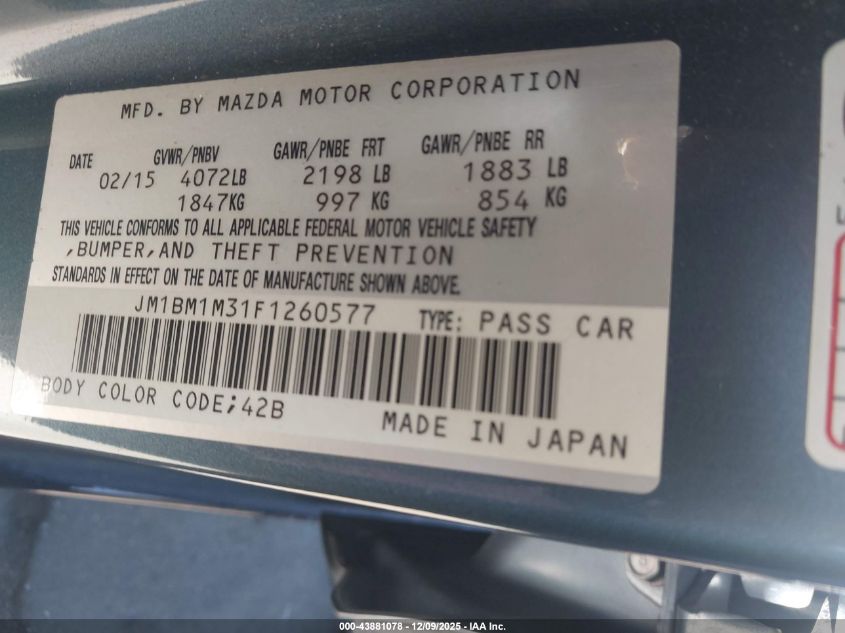 MFD. BY MAZDA MOTOR CORPORATION
DATE GVWR/PNBV GAWR/PNBE FRT GAWR/PNBE RR
02/15 4072LB 2198 LB 1883 LB
1847KG 997 KG 854 KG
THIS VEHICLE CONFORMS TO ALL APPLICABLE FEDERAL MOTOR VEHICLE SAFETY
,BUMPER,AND THEFT PREVENTION
STANDARDS IN EFFECT ON THE DATE OF MANUFACTURE SHOWN ABOVE.
JM1BM1M31F1260577 TYPE: PASS CAR
BODY COLOR CODE;42B
MADE IN JAPAN
000-43881078 - 12/09/2025 - IAA Inc.